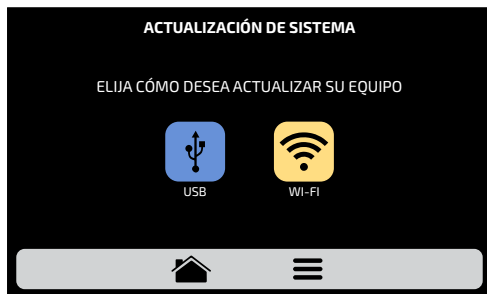 ACTUALIZACIÓN DE SISTEMA
ELIJA CÓMO DESEA ACTUALIZAR SU EQUIPO
USB
WI-FI